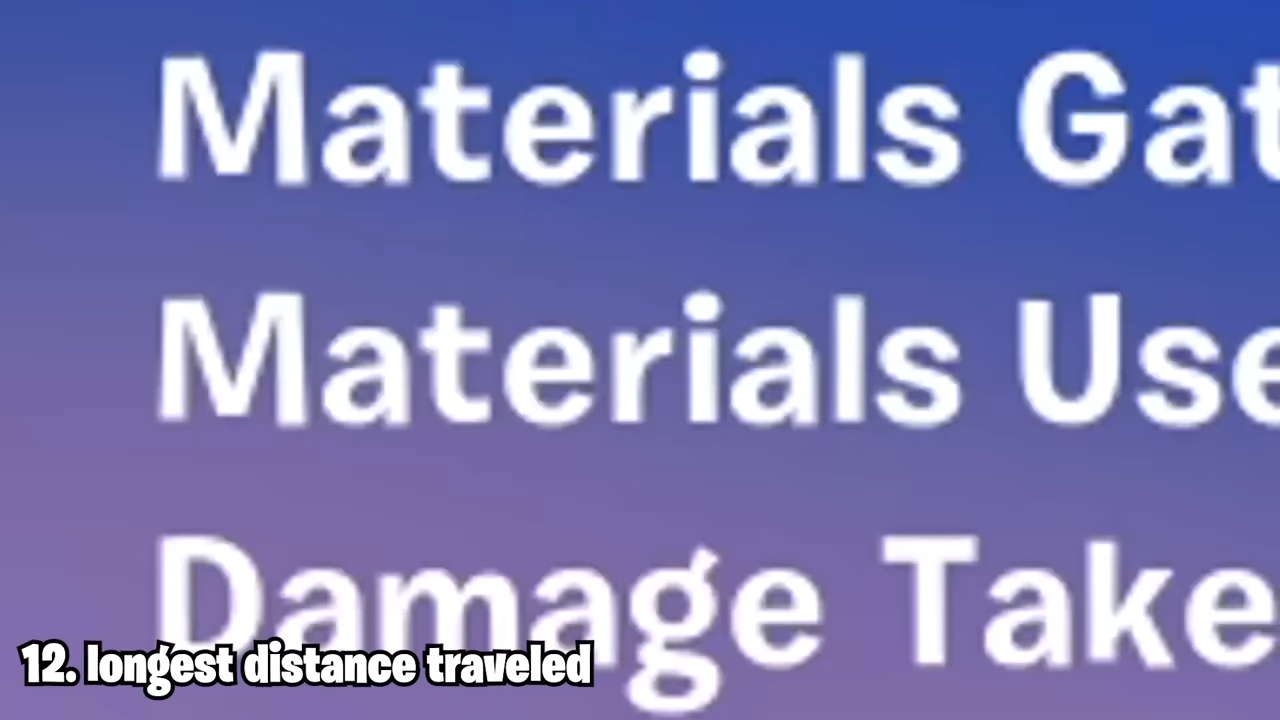 Materials Gat
Materials Use
Damage Take
12. longest distance traveled